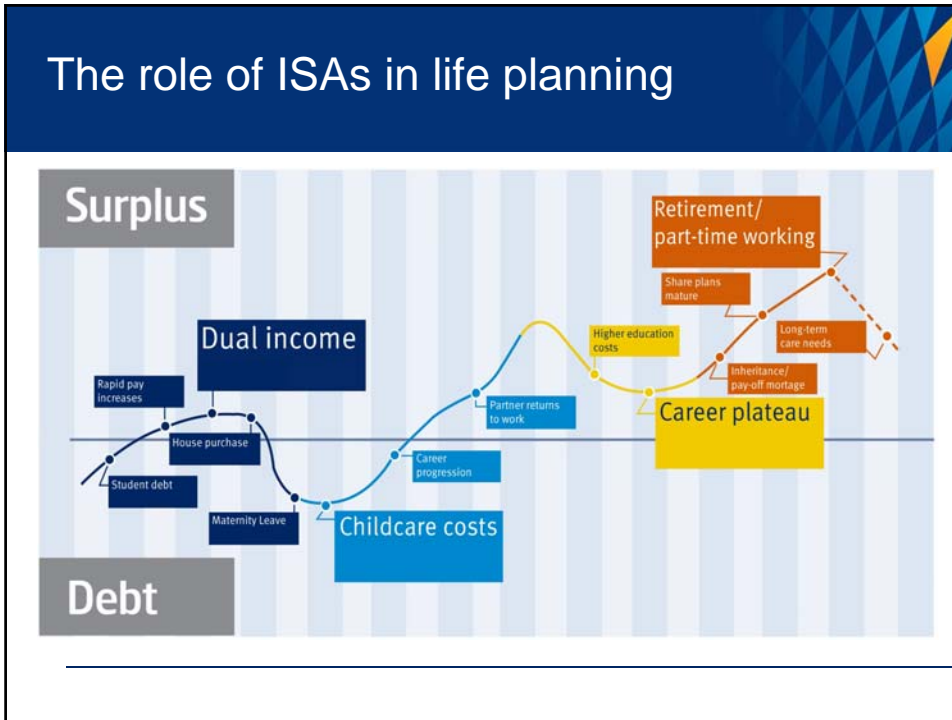 The role of ISAs in life planning
Surplus
Retirement/
part-time working
Share plans
mature
Higher education
costs
Long-term
care needs
Dual income
Rapid pay
increases
Inheritance/
pay-off mortage
Partner returns
to work
Career plateau
House purchase
Career
progression
Student debt
Maternity Leave
Childcare costs
Debt